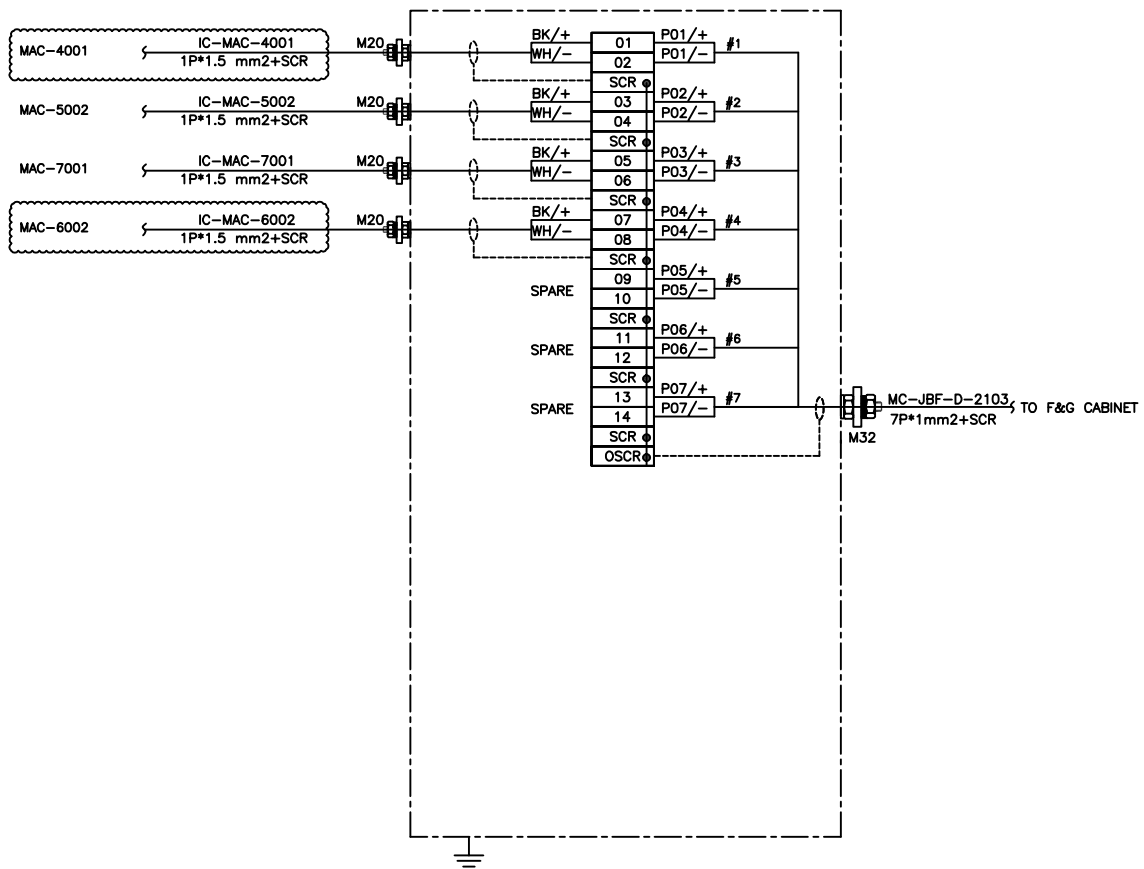 MAC-4001 IC-MAC-4001 M20 BK/+ 01 P01/+ #1
1P*1.5 mm2+SCR WH/- 02 P01/-
SCR
MAC-5002 IC-MAC-5002 M20 BK/+ 03 P02/+ #2
1P*1.5 mm2+SCR WH/- 04 P02/-
SCR
MAC-7001 IC-MAC-7001 M20 BK/+ 05 P03/+ #3
1P*1.5 mm2+SCR WH/- 06 P03/-
SCR
MAC-6002 IC-MAC-6002 M20 BK/+ 07 P04/+ #4
1P*1.5 mm2+SCR WH/- 08 P04/-
SCR
09 P05/+ #5
SPARE 10 P05/-
SCR
11 P06/+ #6
SPARE 12 P06/-
SCR
13 P07/+ #7
SPARE 14 P07/-
SCR
OSCR
MC-JBF-D-2103 TO F&G CABINET
7P*1mm2+SCR
M32